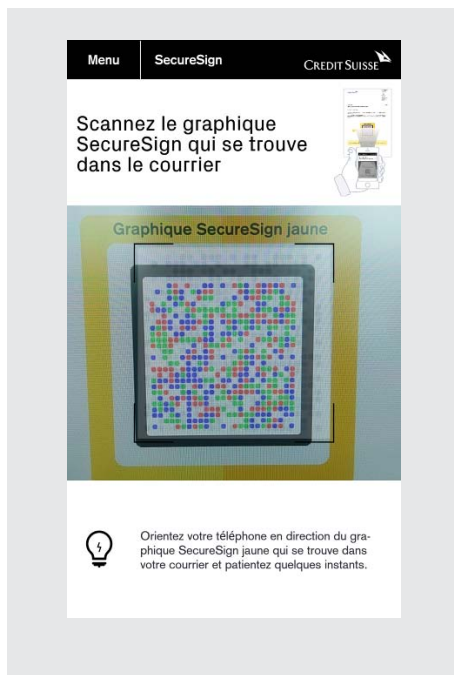 Menu
SecureSign
CREDIT SUISSE
Scannez le graphique
SecureSign qui se trouve
dans le courrier
Graphique SecureSign jaune
Orientez votre téléphone en direction du gra-
phique SecureSign jaune qui se trouve dans
votre courrier et patientez quelques instants.